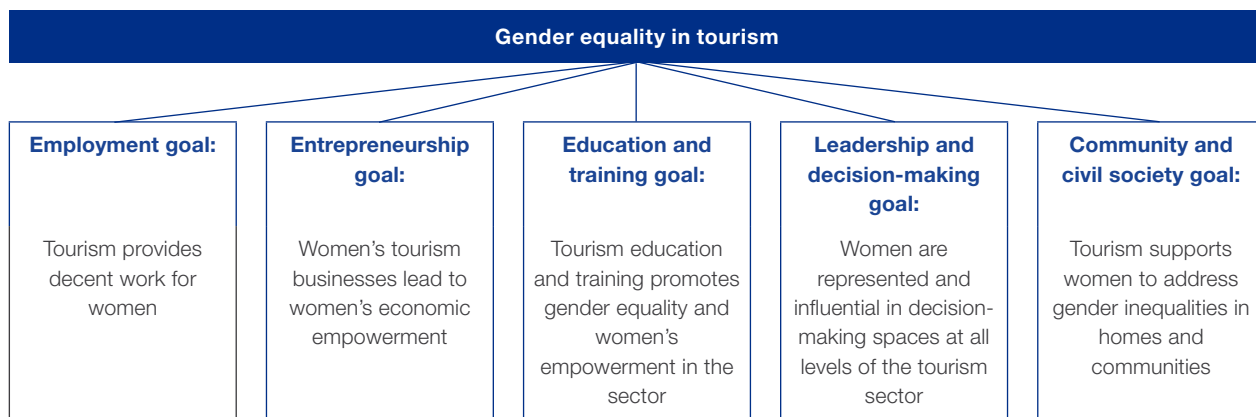 Gender equality in tourism
Employment goal:
Tourism provides
decent work for
women
Entrepreneurship
goal:
Women’s tourism
businesses lead to
women’s economic
empowerment
Education and
training goal:
Tourism education
and training promotes
gender equality and
women’s
empowerment in the
sector
Leadership and
decision-making
goal:
Women are
represented and
influential in decision-
making spaces at all
levels of the tourism
sector
Community and
civil society goal:
Tourism supports
women to address
gender inequalities in
homes and
communities